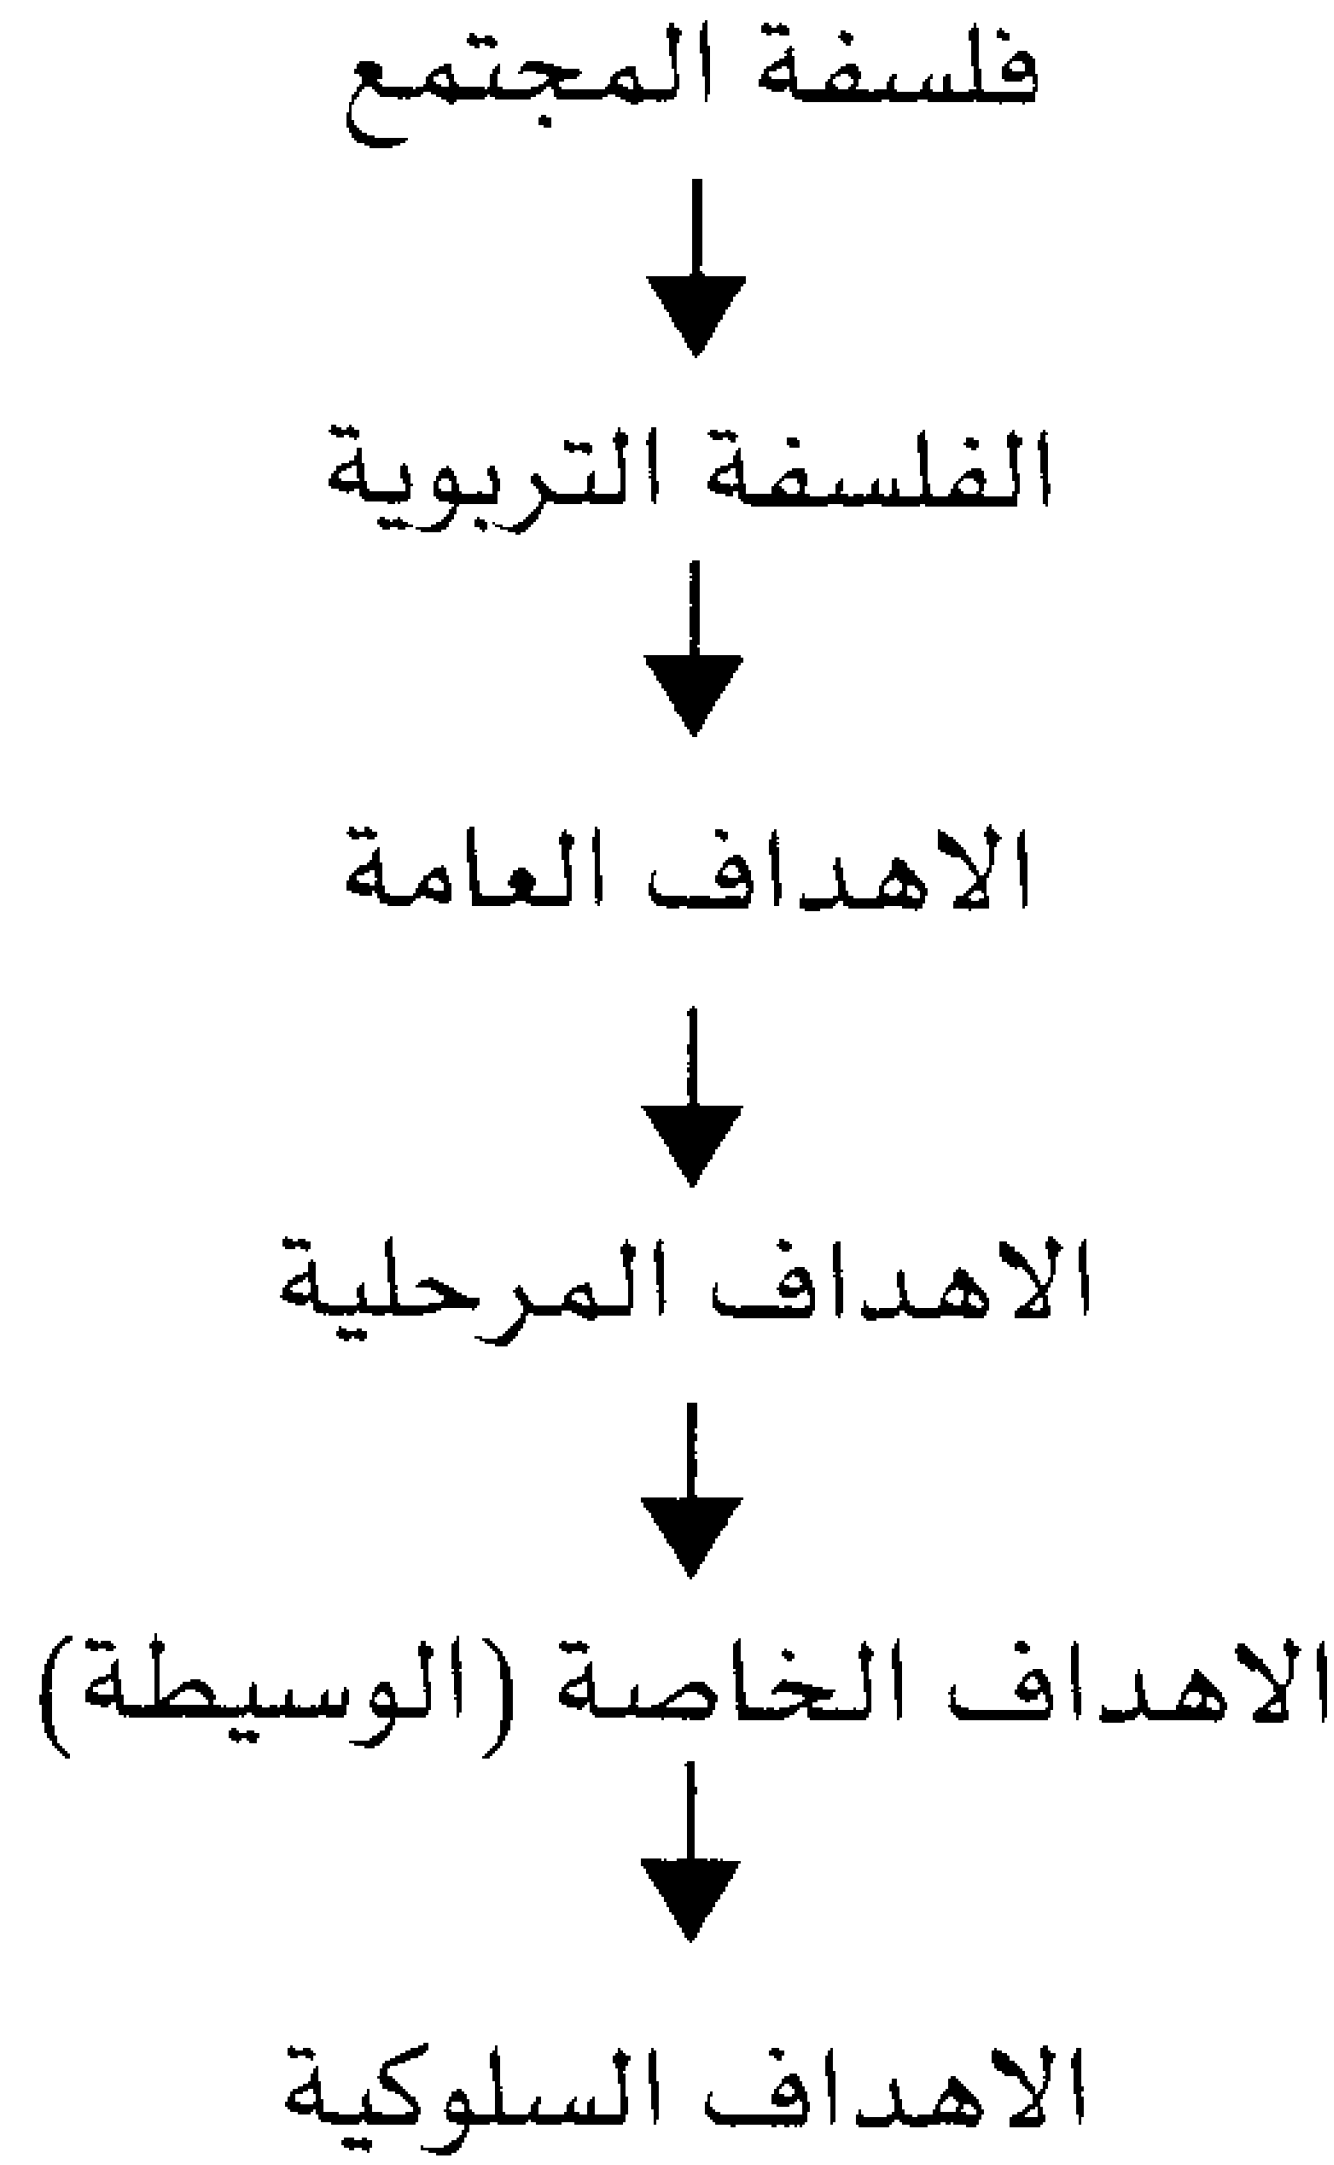 فلسفة المجتمع
الفلسفة التربوية
الاهداف العامة
الاهداف المرحلية
الاهداف الخاصة (الوسيطة)
الاهداف السلوكية